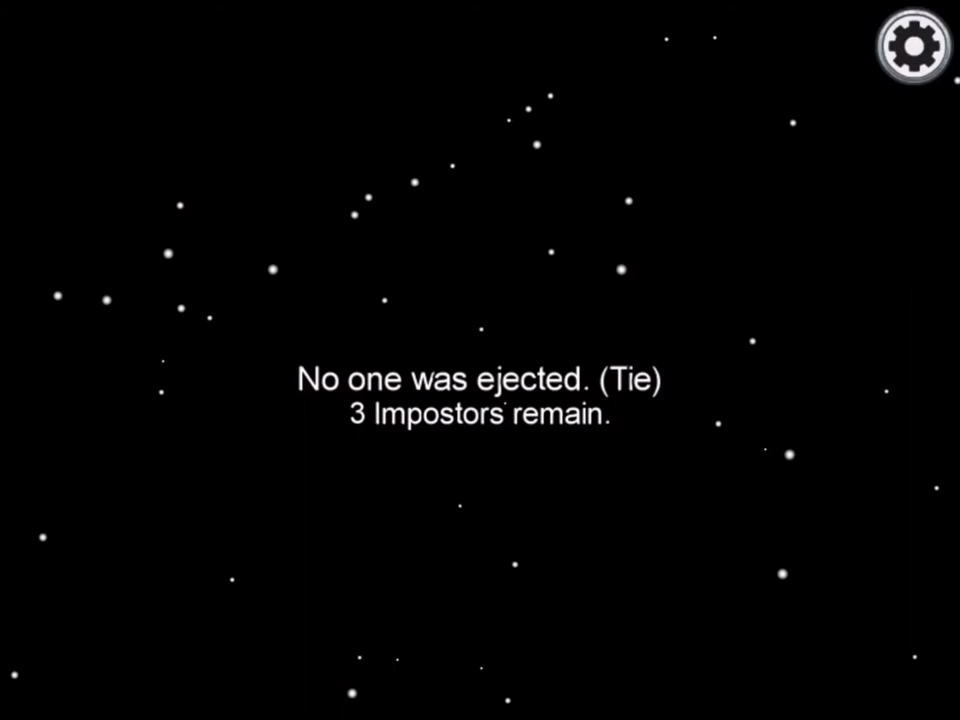 No one was ejected. (Tie)
3 Impostors remain.